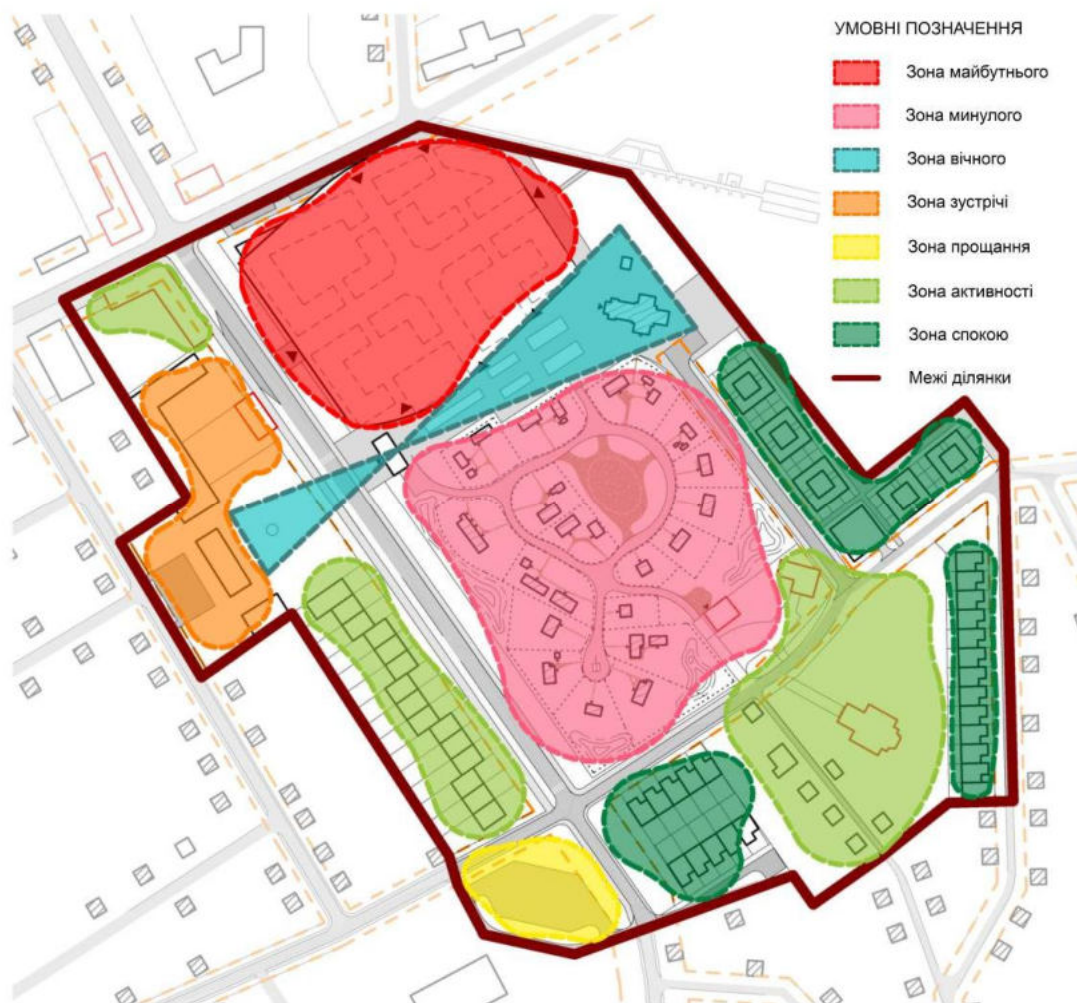 УМОВНІ ПОЗНАЧЕННЯ
Зона майбутнього
Зона минулого
Зона вічного
Зона зустрічі
Зона прощання
Зона активності
Зона спокою
Межі ділянки